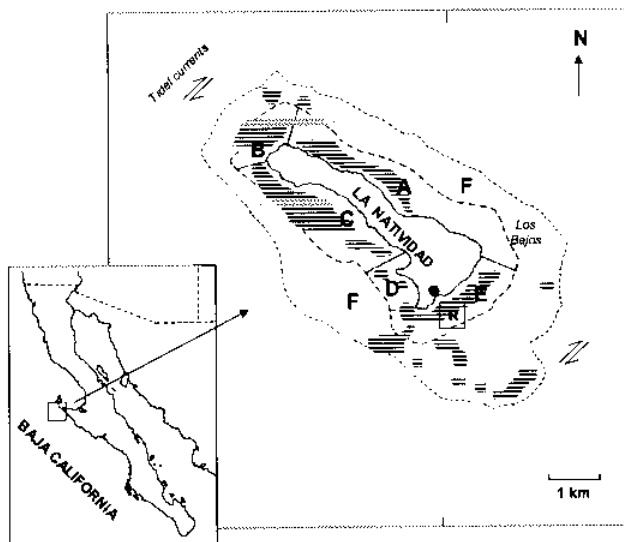 N
Tidal currents
B
A
F
LA NATIVIDAD
Los
Bajos
C
D
E
F
R
BAJA CALIFORNIA
1 km